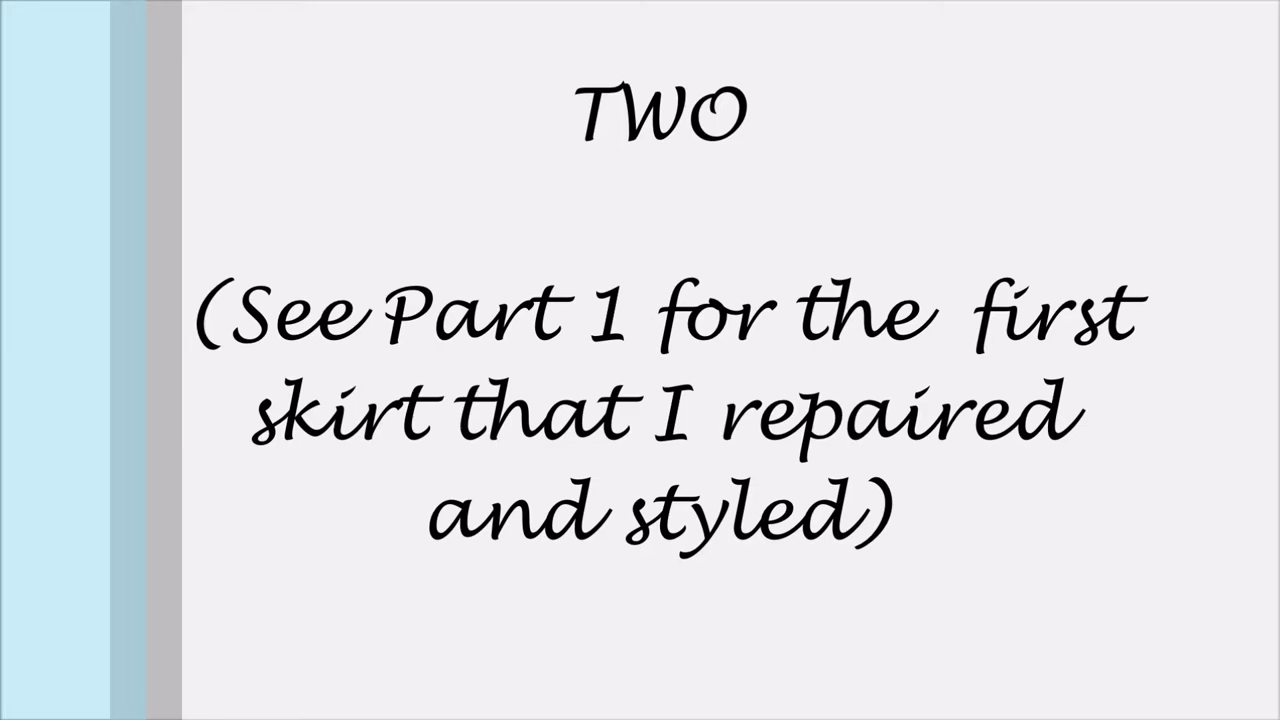 TWO
(See Part 1 for the first
skirt that I repaired
and styled)